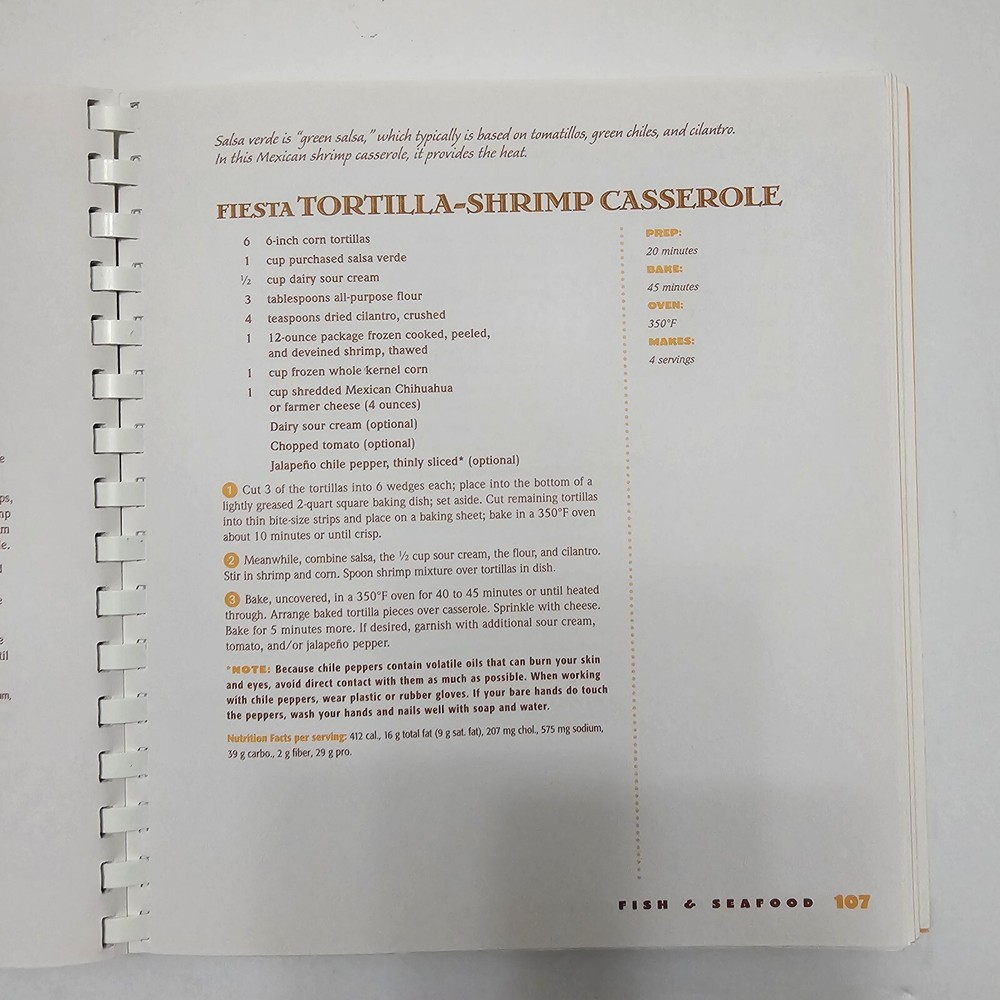 Salsa verde is "green salsa," which typically is based on tomatillos, green chiles, and cilantro.
In this Mexican shrimp casserole, it provides the heat.
FIESTA TORTILLA-SHRIMP CASSEROLE
6 6-inch corn tortillas
1 cup purchased salsa verde
½ cup dairy sour cream
3 tablespoons all-purpose flour
4 teaspoons dried cilantro, crushed
1 12-ounce package frozen cooked, peeled,
and deveined shrimp, thawed
1 cup frozen whole kernel corn
1 cup shredded Mexican Chihuahua
or farmer cheese (4 ounces)
Dairy sour cream (optional)
Chopped tomato (optional)
Jalapeño chile pepper, thinly sliced* (optional)
PREP:
20 minutes
BAKE:
45 minutes
OVEN:
350°F
MAKES:
4 servings
1 Cut 3 of the tortillas into 6 wedges each; place into the bottom of a
lightly greased 2-quart square baking dish; set aside. Cut remaining tortillas
into thin bite-size strips and place on a baking sheet; bake in a 350°F oven
about 10 minutes or until crisp.
2 Meanwhile, combine salsa, the ½ cup sour cream, the flour, and cilantro.
Stir in shrimp and corn. Spoon shrimp mixture over tortillas in dish.
3 Bake, uncovered, in a 350°F oven for 40 to 45 minutes or until heated
through. Arrange baked tortilla pieces over casserole. Sprinkle with cheese.
Bake for 5 minutes more. If desired, garnish with additional sour cream,
tomato, and/or jalapeño pepper.
*NOTE: Because chile peppers contain volatile oils that can burn your skin
and eyes, avoid direct contact with them as much as possible. When working
with chile peppers, wear plastic or rubber gloves. If your bare hands do touch
the peppers, wash your hands and nails well with soap and water.
Nutrition Facts per serving: 412 cal., 16 g total fat (9 g sat. fat), 207 mg chol., 575 mg sodium,
39 g carbo., 2 g fiber, 29 g pro.
FISH & SEAFOOD 107